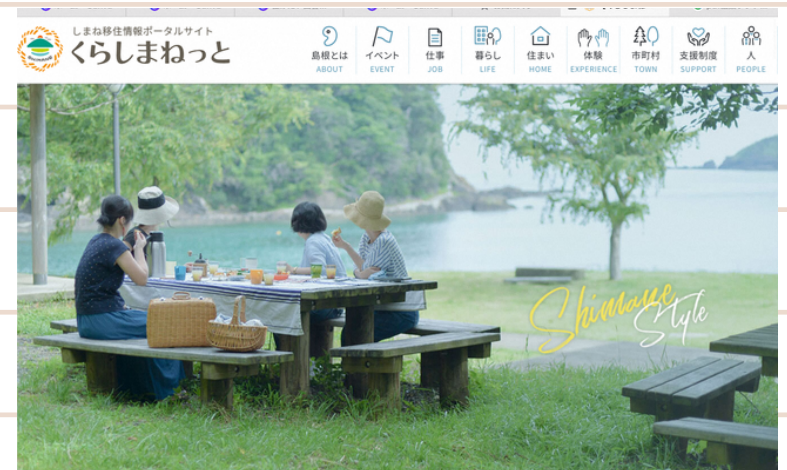 しまね移住情報ポータルサイト
くらしまねっと
島根とは
ABOUT
イベント
EVENT
仕事
JOB
暮らし
LIFE
住まい
HOME
体験
EXPERIENCE
市町村
TOWN
支援制度
SUPPORT
人
PEOPLE
Shimane
Style